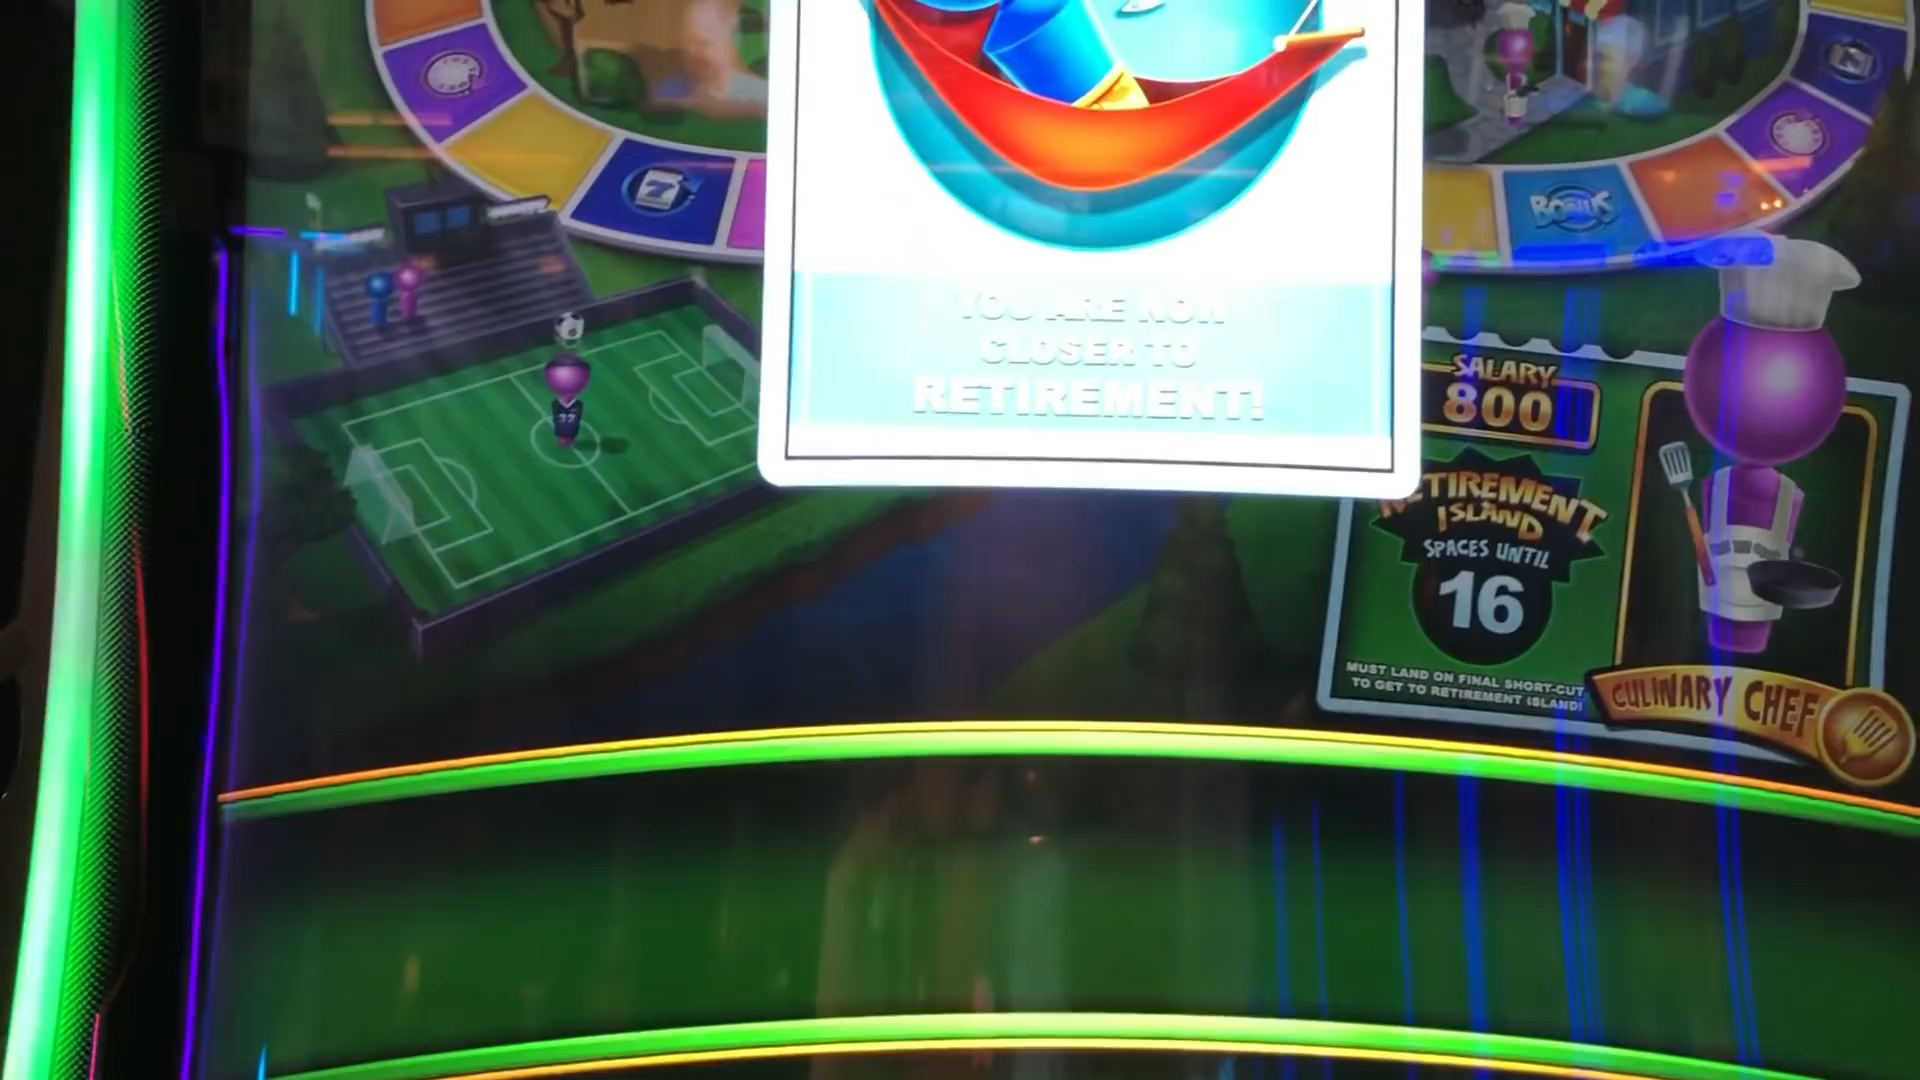 7
BONUS
YOU ARE NOW
CLOSER TO
RETIREMENT!
SALARY
800
RETIREMENT
ISLAND
SPACES UNTIL
16
MUST LAND ON FINAL SHORT-CUT
TO GET TO RETIREMENT ISLAND!
CULINARY CHEF